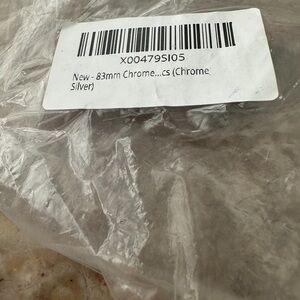 X00479SI05
New - 83mm Chrome...cs (Chrome
Silver)